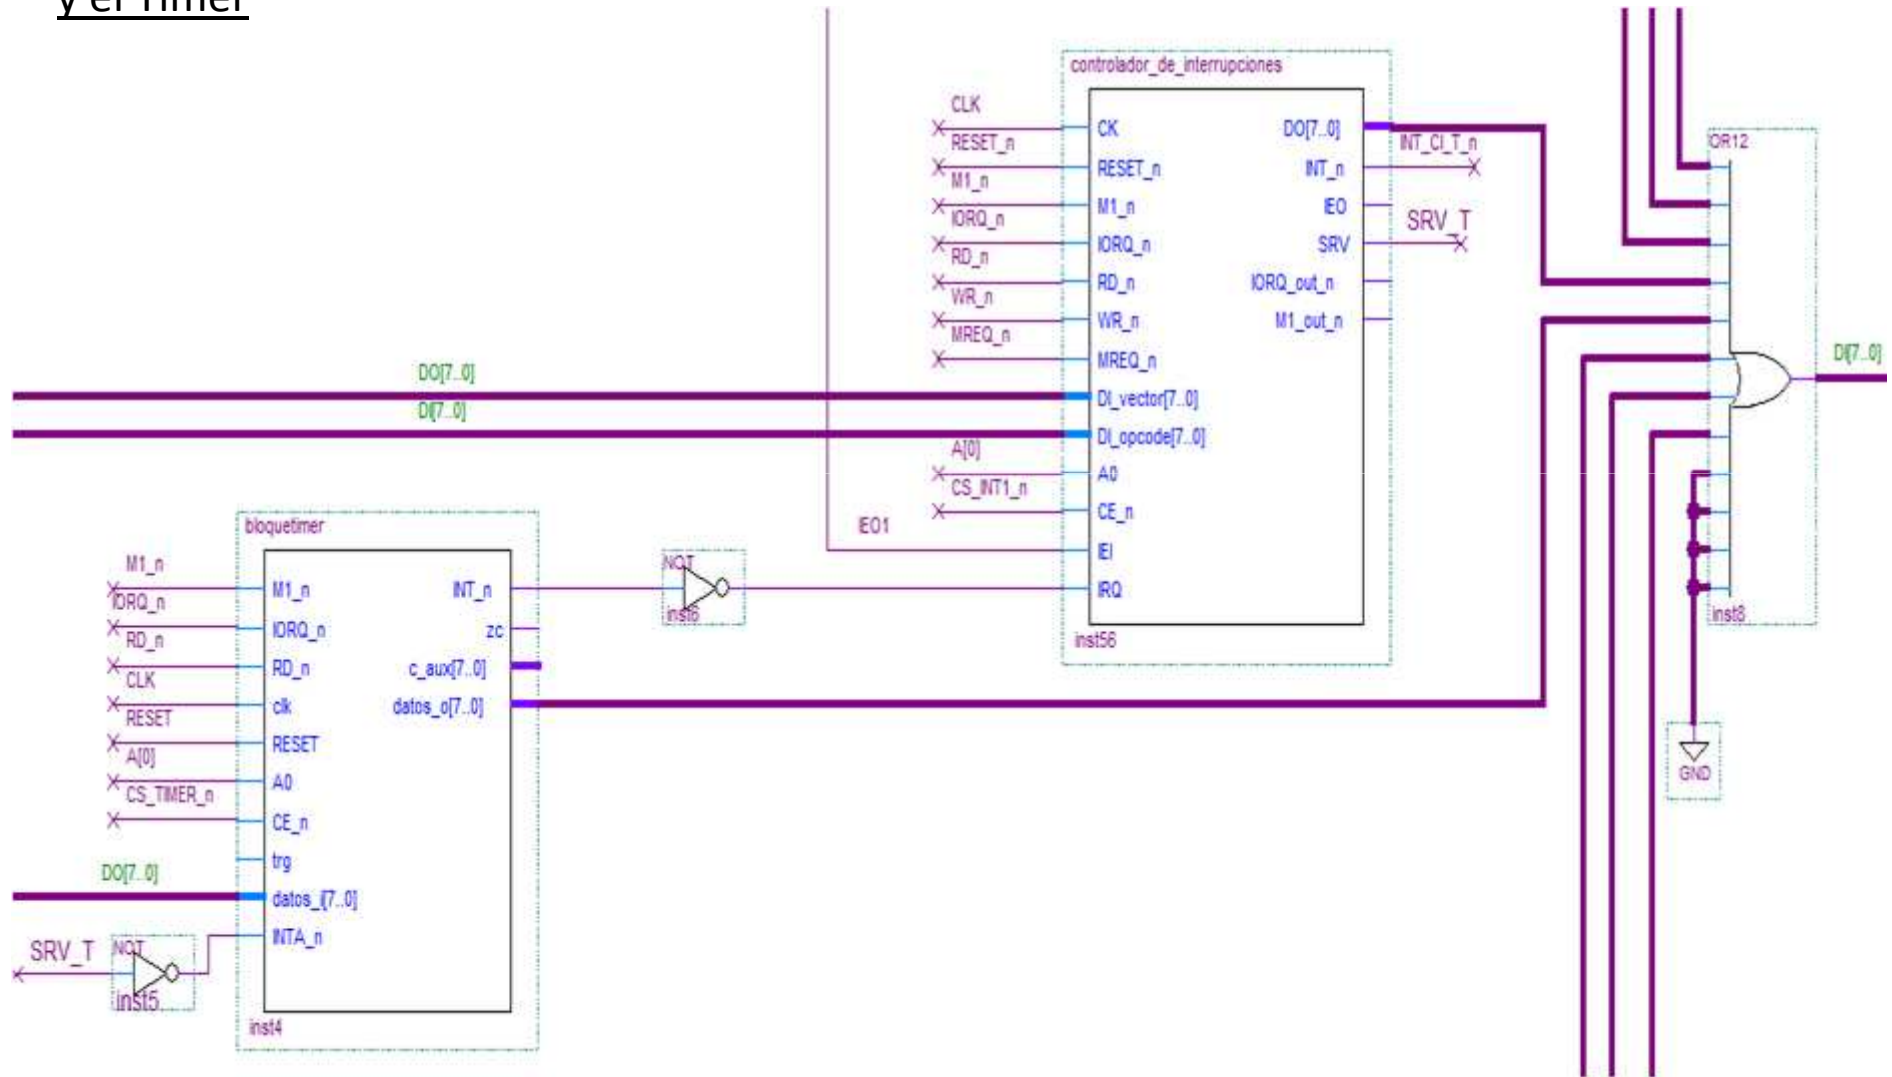 y el Timer
controlador_de_interrupciones
CLK
RESET_n
M1_n
IORQ_n
RD_n
WR_n
MREQ_n
A[0]
CS_INT1_n
IEO1
CK
RESET_n
M1_n
IORQ_n
RD_n
WR_n
MREQ_n
DI_vector[7..0]
DI_opcode[7..0]
A0
CE_n
IEI
IRQ
DO[7..0]
INT_n
IEO
SRV
IORQ_out_n
M1_out_n
inst56
INT_CI_T_n
SRV_T
OR12
inst8
DI[7..0]
GND
DO[7..0]
DI[7..0]
bloquetimer
M1_n
IORQ_n
RD_n
CLK
RESET
A[0]
CS_TIMER_n
DO[7..0]
SRV_T
NOT
inst5
M1_n
IORQ_n
RD_n
clk
RESET
A0
CE_n
trg
datos_i[7..0]
INTA_n
INT_n
zc
c_aux[7..0]
datos_o[7..0]
inst4
NOT
inst6